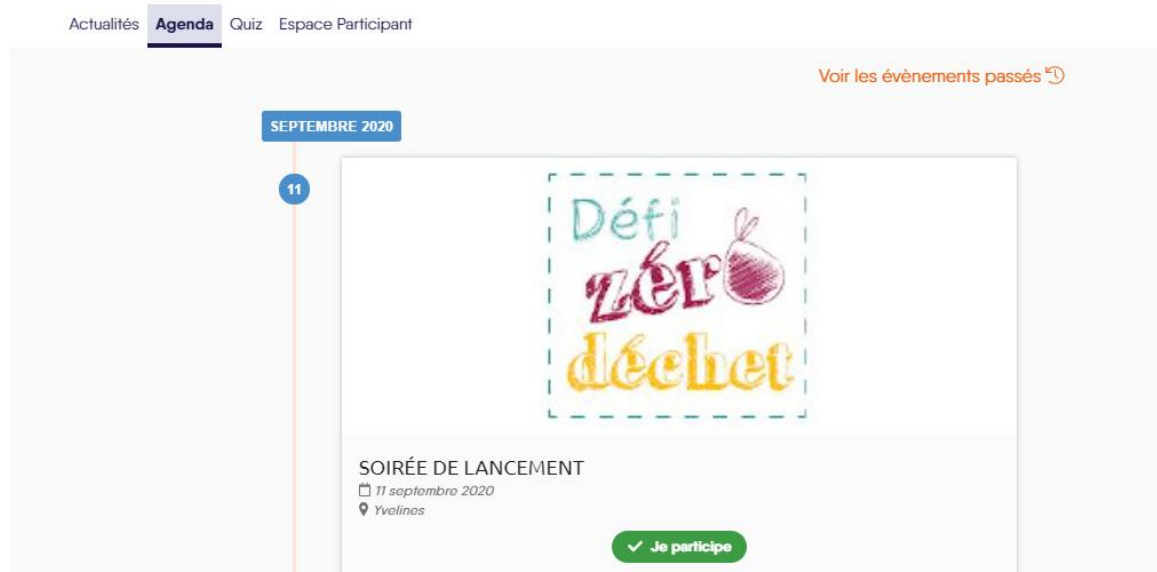 Actualités Agenda Quiz Espace Participant
Voir les évènements passés
SEPTEMBRE 2020
11
Défi
zéro
déchet
SOIRÉE DE LANCEMENT
11 septembre 2020
Yvelines
Je participe